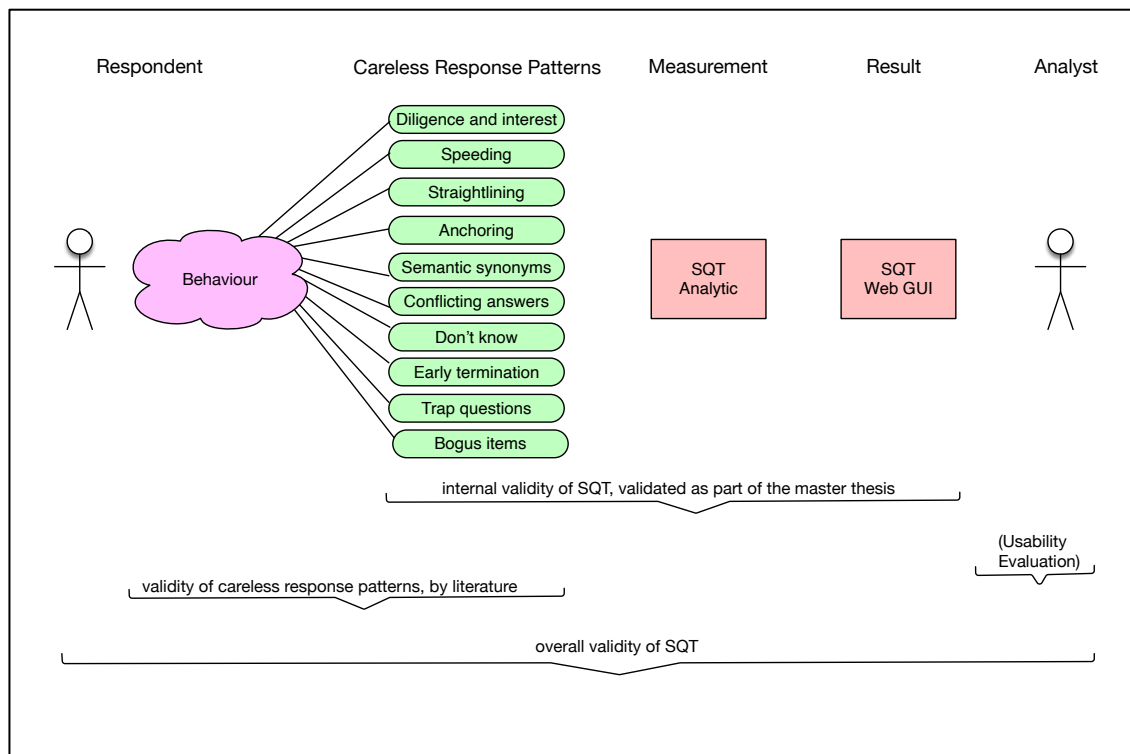 Respondent
Careless Response Patterns
Measurement
Result
Analyst
Diligence and interest
Speeding
Straightlining
Anchoring
Semantic synonyms
Conflicting answers
Don't know
Early termination
Trap questions
Bogus items
Behaviour
SQT
Analytic
SQT
Web GUI
internal validity of SQT, validated as part of the master thesis
(Usability
Evaluation)
validity of careless response patterns, by literature
overall validity of SQT